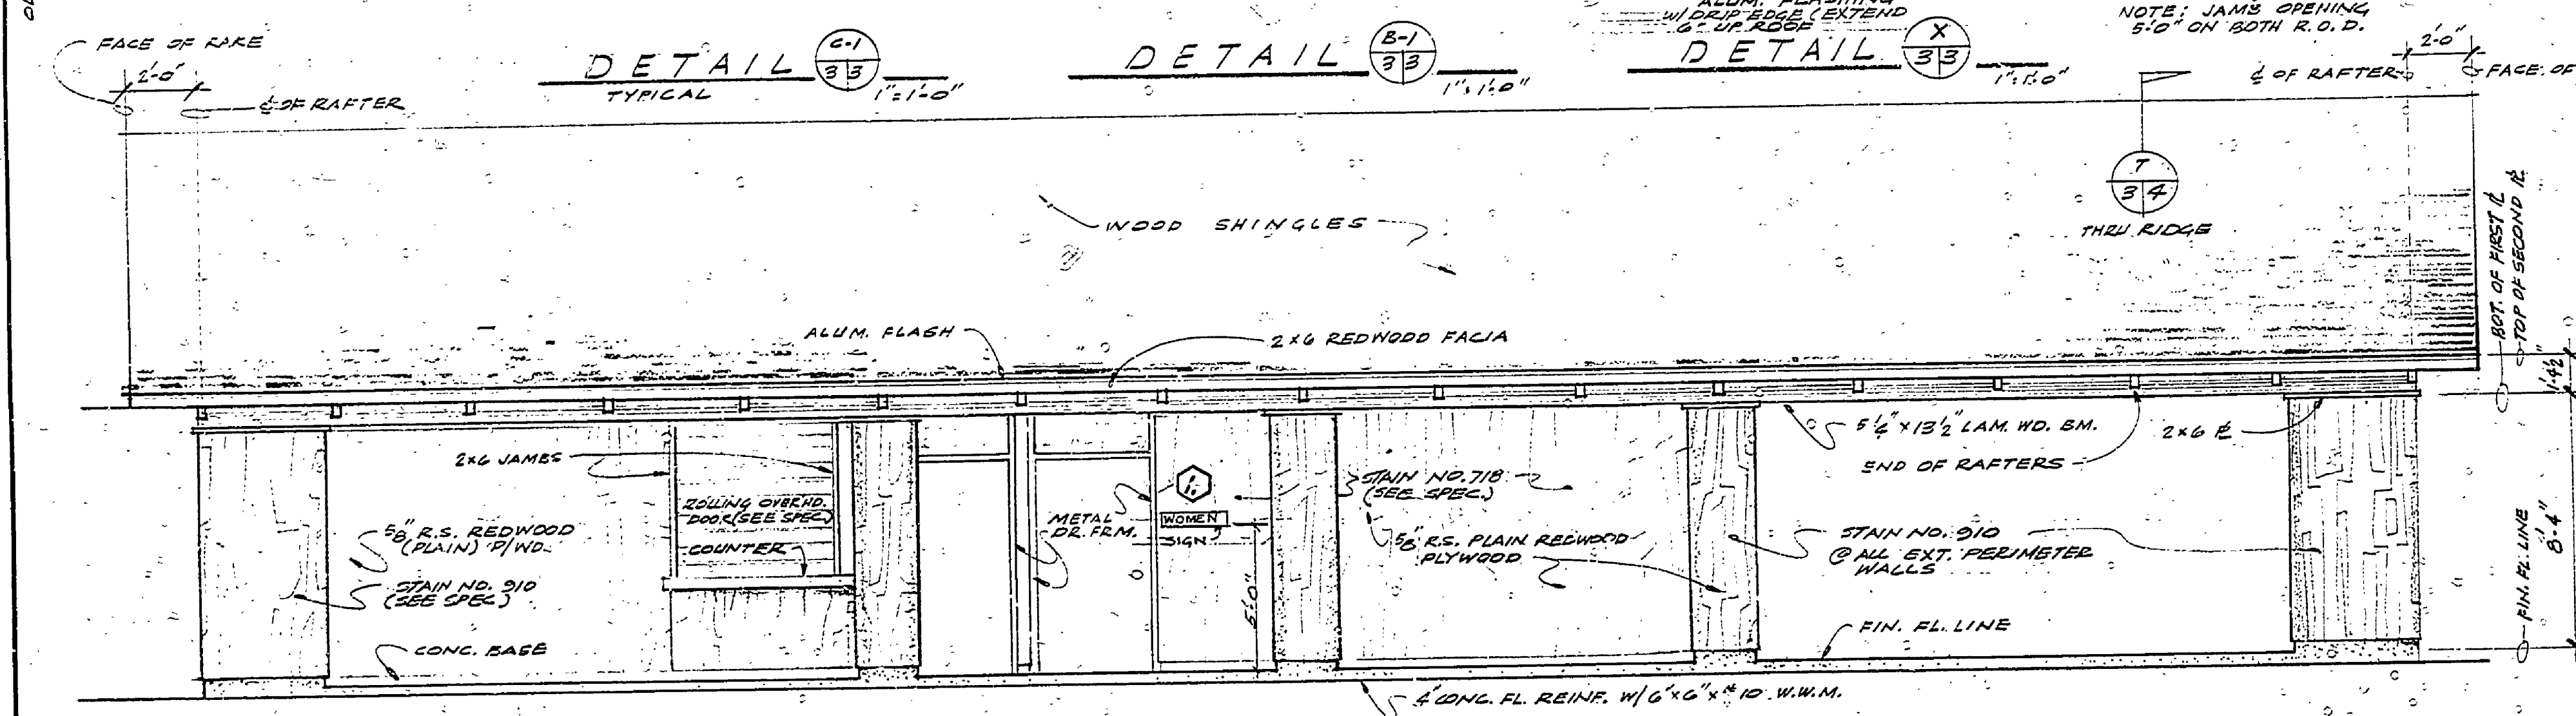 ALUM. FLASHING
W/ DRIP EDGE (EXTEND
6" UP ROOF
NOTE: JAMB OPENING
5'-0" ON BOTH R.O.D.
FACE OF RAKE
2'-0"
℄ OF RAFTER
DETAIL
C-1
3 3
TYPICAL
1"=1'-0"
DETAIL
B-1
3 3
1"=1'-0"
DETAIL
X
3 3
1"=1'-0"
2'-0"
℄ OF RAFTER
FACE OF
T
3 4
THRU RIDGE
WOOD SHINGLES
BOT. OF FIRST ⅊
TOP OF SECOND ⅊
ALUM. FLASH
2X6 REDWOOD FACIA
1'-4½"
2X6 JAMBS
5¼" X 13½" LAM. WD. BM.
2X6 ⅊
END OF RAFTERS
ROLLING OVERHD.
DOOR (SEE SPEC)
COUNTER
METAL
DR. FRM.
1.
WOMEN
SIGN
STAIN NO. 718
(SEE SPEC.)
5/8" R.S. REDWOOD
(PLAIN) P/WD.
STAIN NO. 910
(SEE SPEC.)
5/8" R.S. PLAIN REDWOOD
PLYWOOD
STAIN NO. 910
@ ALL EXT. PERIMETER
WALLS
5'-0"
FIN. FL. LINE
8'-4"
CONC. BASE
FIN. FL. LINE
4" CONC. FL. REINF. W/ 6"X6"X#10 W.W.M.